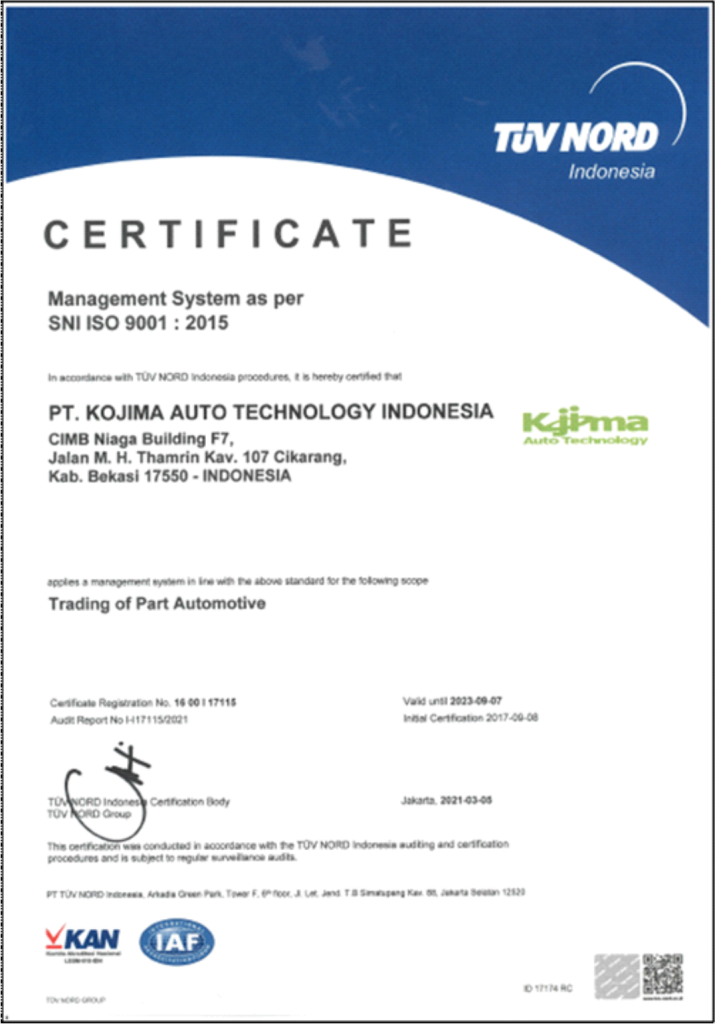 TÜV NORD
Indonesia
CERTIFICATE
Management System as per
SNI ISO 9001 : 2015
In accordance with TÜV NORD Indonesia procedures, it is hereby certified that
PT. KOJIMA AUTO TECHNOLOGY INDONESIA
CIMB Niaga Building F7,
Jalan M. H. Thamrin Kav. 107 Cikarang,
Kab. Bekasi 17550 - INDONESIA
Kojima
Auto Technology
applies a management system in line with the above standard for the following scope
Trading of Part Automotive
Certificate Registration No. 16 00 I 17115
Audit Report No I-I17115/2021
Valid until 2023-09-07
Initial Certification 2017-09-08
TÜV NORD Indonesia Certification Body
TÜV NORD Group
Jakarta, 2021-03-05
This certification was conducted in accordance with the TÜV NORD Indonesia auditing and certification
procedures and is subject to regular surveillance audits.
PT TÜV NORD Indonesia, Arkadia Green Park, Tower F, 6th floor, Jl. Let. Jend. T.B Simatupang Kav. 88, Jakarta Selatan 12520
KAN
Komite Akreditasi Nasional
IAF
TÜV NORD GROUP
ID 17174 RC